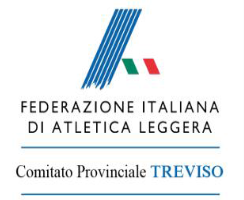 FEDERAZIONE ITALIANA
DI ATLETICA LEGGERA
Comitato Provinciale TREVISO